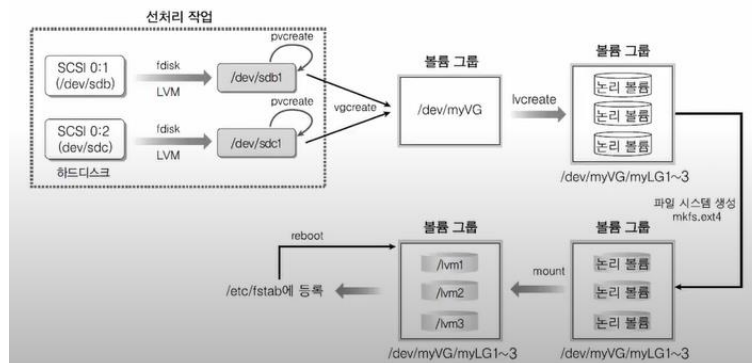 선처리 작업
SCSI 0:1
(/dev/sdb)
fdisk
LVM
pvcreate
/dev/sdb1
SCSI 0:2
(dev/sdc)
하드디스크
fdisk
LVM
pvcreate
/dev/sdc1
vgcreate
볼륨 그룹
/dev/myVG
lvcreate
볼륨 그룹
논리 볼륨
논리 볼륨
논리 볼륨
/dev/myVG/myLG1~3
파일 시스템 생성
mkfs.ext4
볼륨 그룹
논리 볼륨
논리 볼륨
논리 볼륨
/dev/myVG/myLG1~3
mount
볼륨 그룹
/lvm1
/lvm2
/lvm3
/dev/myVG/myLG1~3
reboot
/etc/fstab에 등록